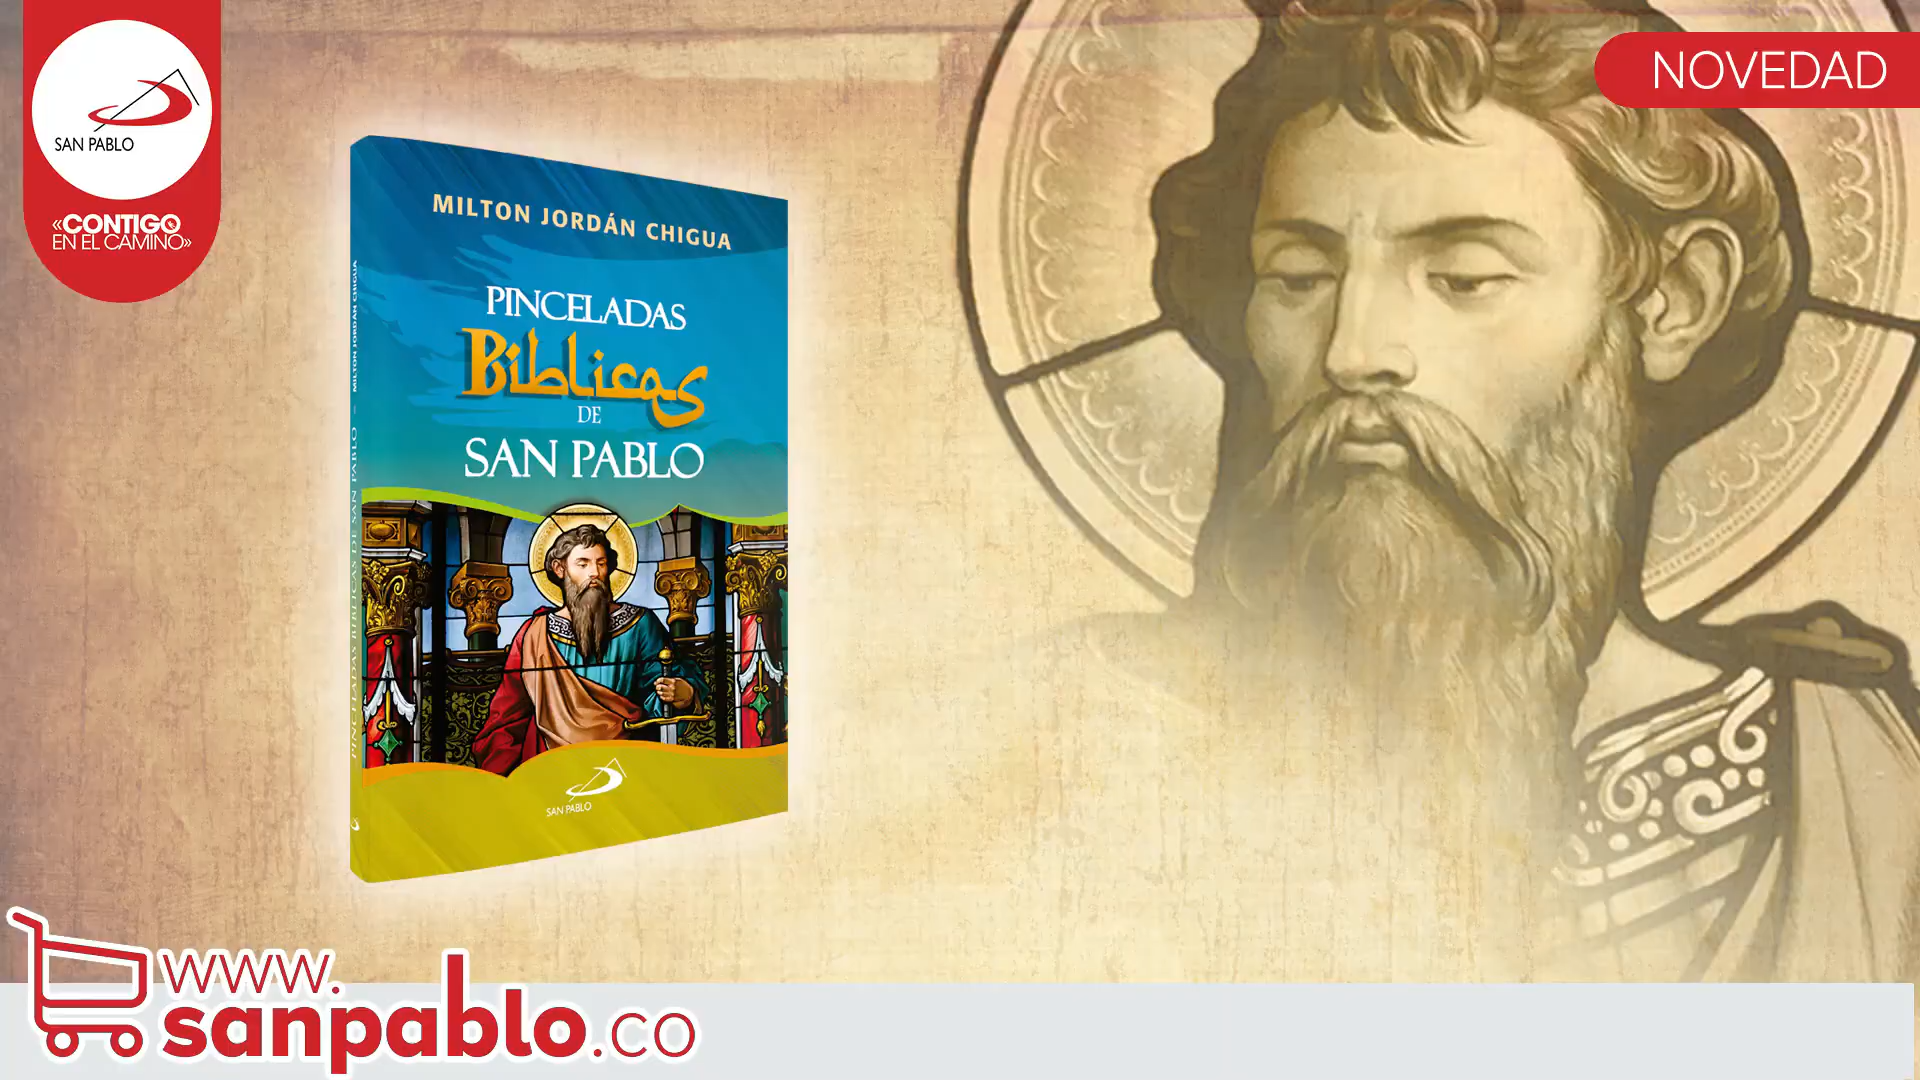 SAN PABLO
«CONTIGO
EN EL CAMINO»
NOVEDAD
MILTON JORDÁN CHIGUA
PINCELADAS
Bíblicas
DE
SAN PABLO
SAN PABLO
PINCELADAS BÍBLICAS DE SAN PABLO – MILTON JORDÁN CHIGUA
www.
sanpablo.co